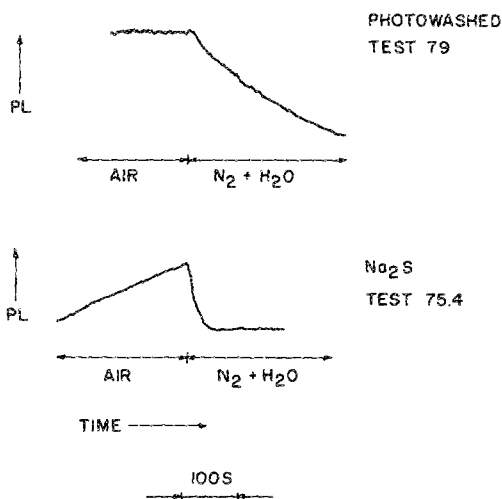 PHOTOWASHED
TEST 79
PL
AIR
N2 + H2O
Na2S
TEST 75.4
PL
AIR
N2 + H2O
TIME
100S